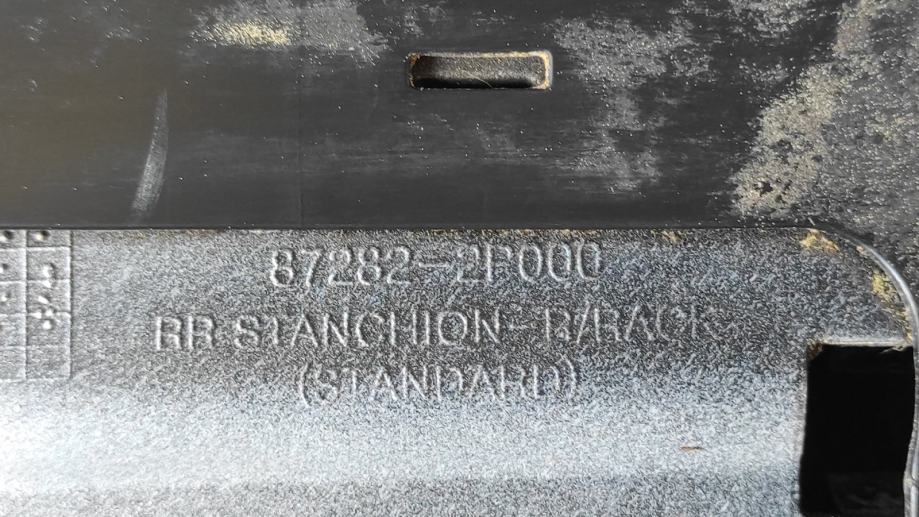 87282-2P000
RR STANCHION-R/RACK
(STANDARD)